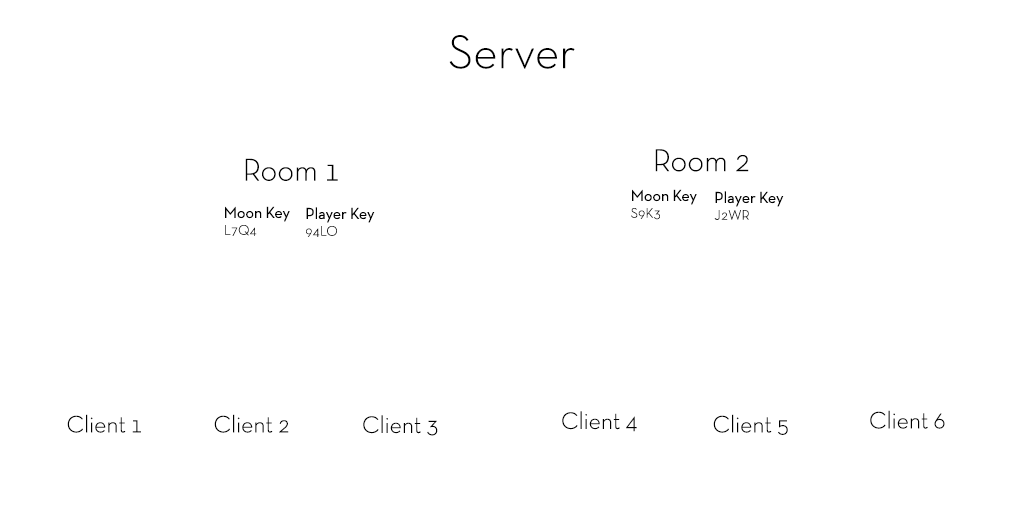 Server
Room 1
Moon Key Player Key
L7Q4 94LO
Room 2
Moon Key Player Key
S9K3 J2WR
Client 1 Client 2 Client 3 Client 4 Client 5 Client 6